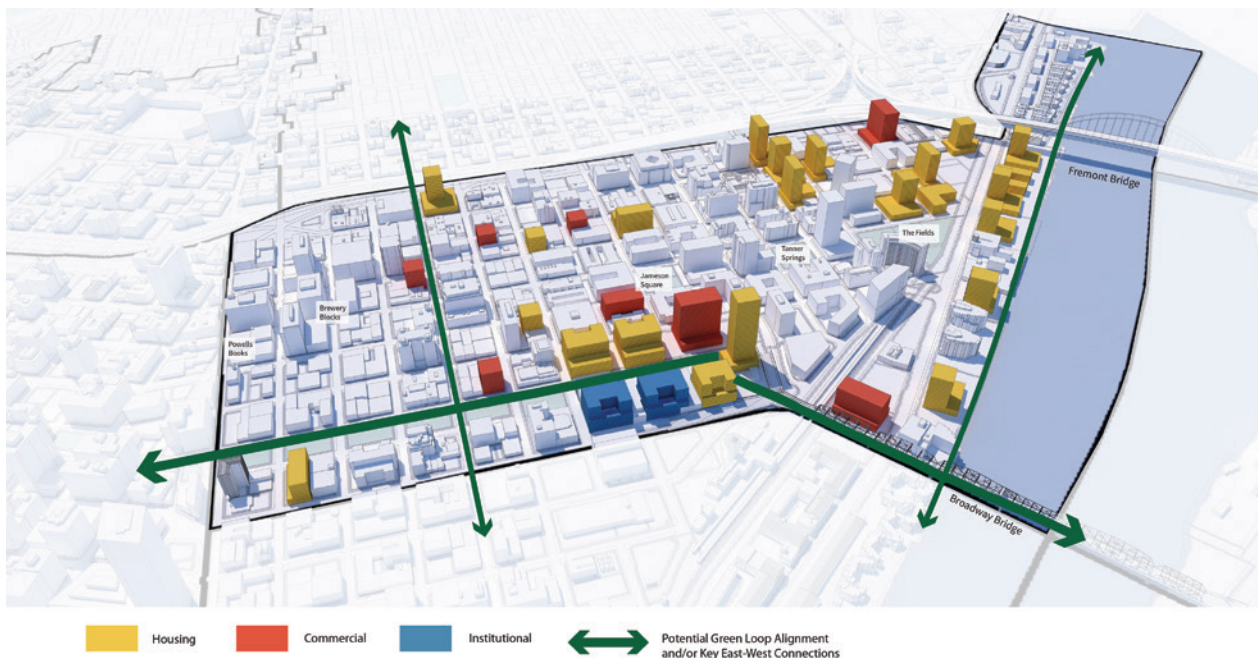 Fremont Bridge
The Fields
Tanner
Springs
Jameson
Square
Brewery
Blocks
Powells
Books
Broadway Bridge
Housing
Commercial
Institutional
Potential Green Loop Alignment
and/or Key East-West Connections